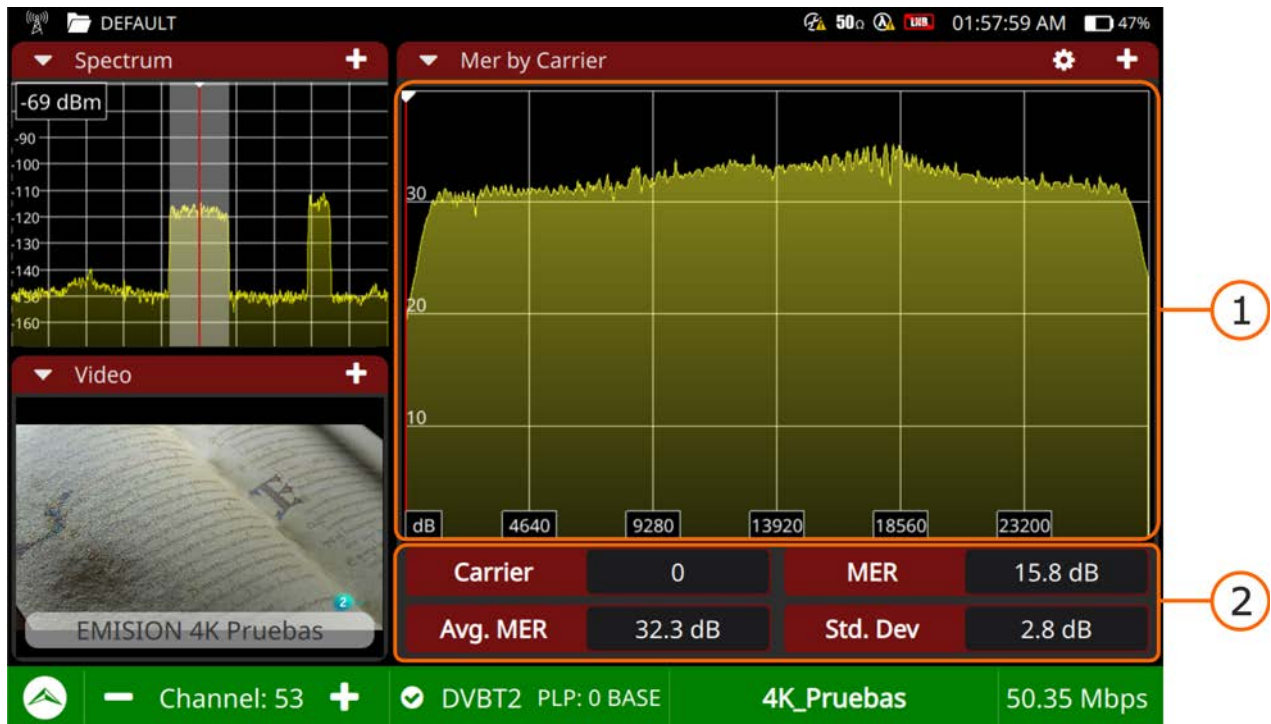 DEFAULT
50Ω
LNB
01:57:59 AM
47%
Spectrum
-69 dBm
-90
-100
-110
-120
-130
-140
-150
-160
Video
2
EMISION 4K Pruebas
Mer by Carrier
30
20
10
dB 4640 9280 13920 18560 23200
1
Carrier 0 MER 15.8 dB
Avg. MER 32.3 dB Std. Dev 2.8 dB
2
Channel: 53 DVBT2 PLP: 0 BASE 4K_Pruebas 50.35 Mbps